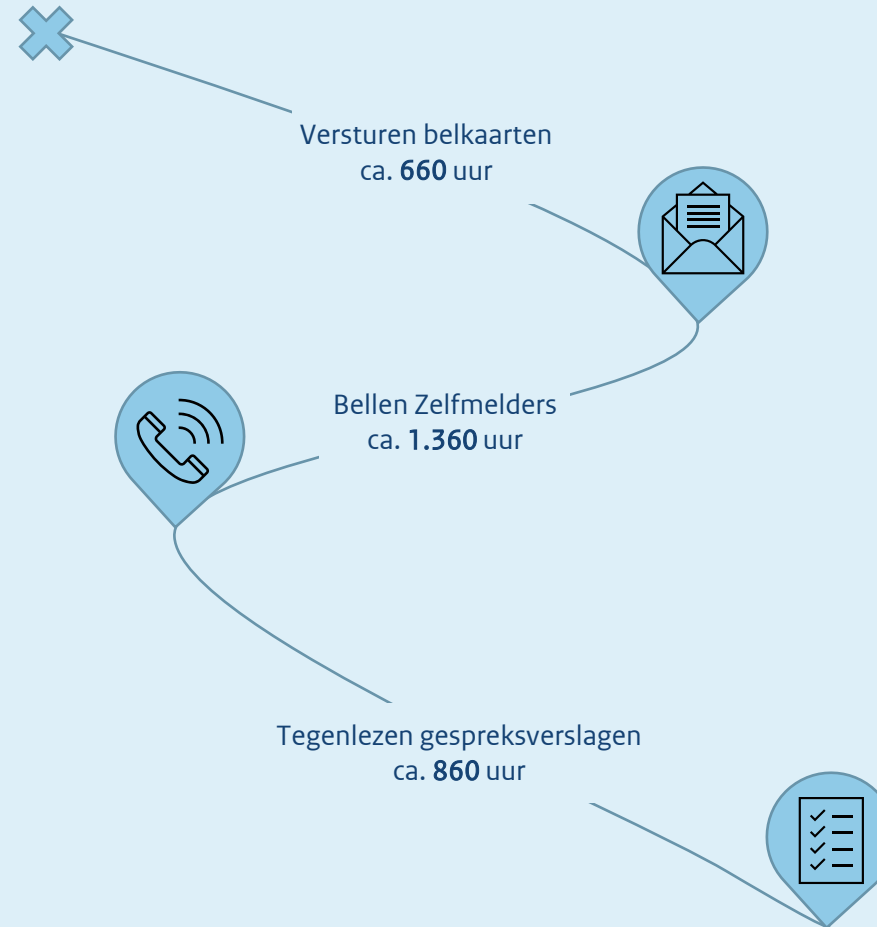 Versturen belkaarten
ca. 660 uur
Bellen Zelfmelders
ca. 1.360 uur
Tegenlezen gespreksverslagen
ca. 860 uur